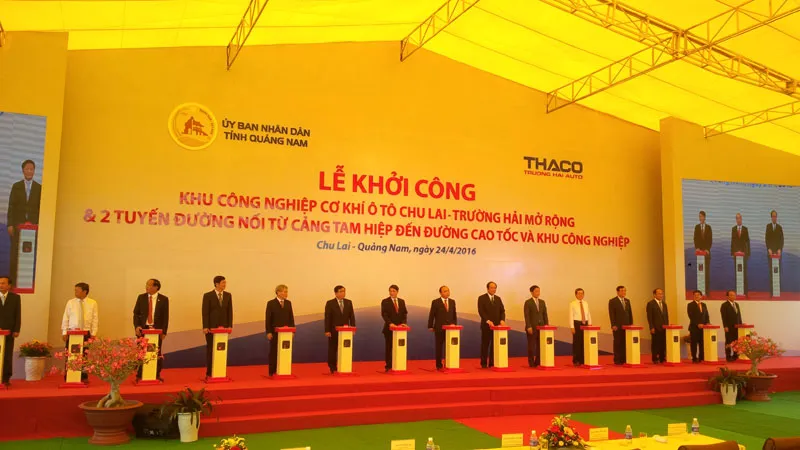 ỦY BAN NHÂN DÂN
TỈNH QUẢNG NAM
THACO
TRUONG HAI AUTO
LỄ KHỞI CÔNG
KHU CÔNG NGHIỆP CƠ KHÍ Ô TÔ CHU LAI - TRƯỜNG HẢI MỞ RỘNG
& 2 TUYẾN ĐƯỜNG NỐI TỪ CẢNG TAM HIỆP ĐẾN ĐƯỜNG CAO TỐC VÀ KHU CÔNG NGHIỆP
Chu Lai - Quảng Nam, ngày 24/4/2016